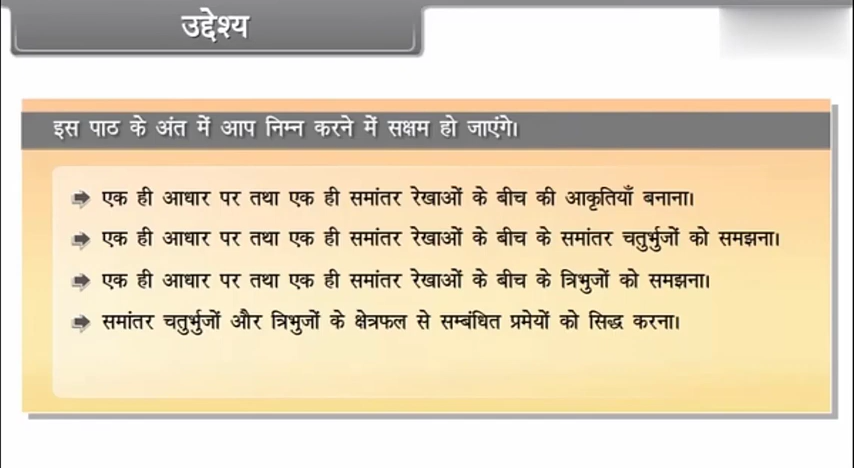 उद्देश्य
इस पाठ के अंत में आप निम्न करने में सक्षम हो जाएंगे।
एक ही आधार पर तथा एक ही समांतर रेखाओं के बीच की आकृतियाँ बनाना।
एक ही आधार पर तथा एक ही समांतर रेखाओं के बीच के समांतर चतुर्भुजों को समझना।
एक ही आधार पर तथा एक ही समांतर रेखाओं के बीच के त्रिभुजों को समझना।
समांतर चतुर्भुजों और त्रिभुजों के क्षेत्रफल से सम्बंधित प्रमेयों को सिद्ध करना।